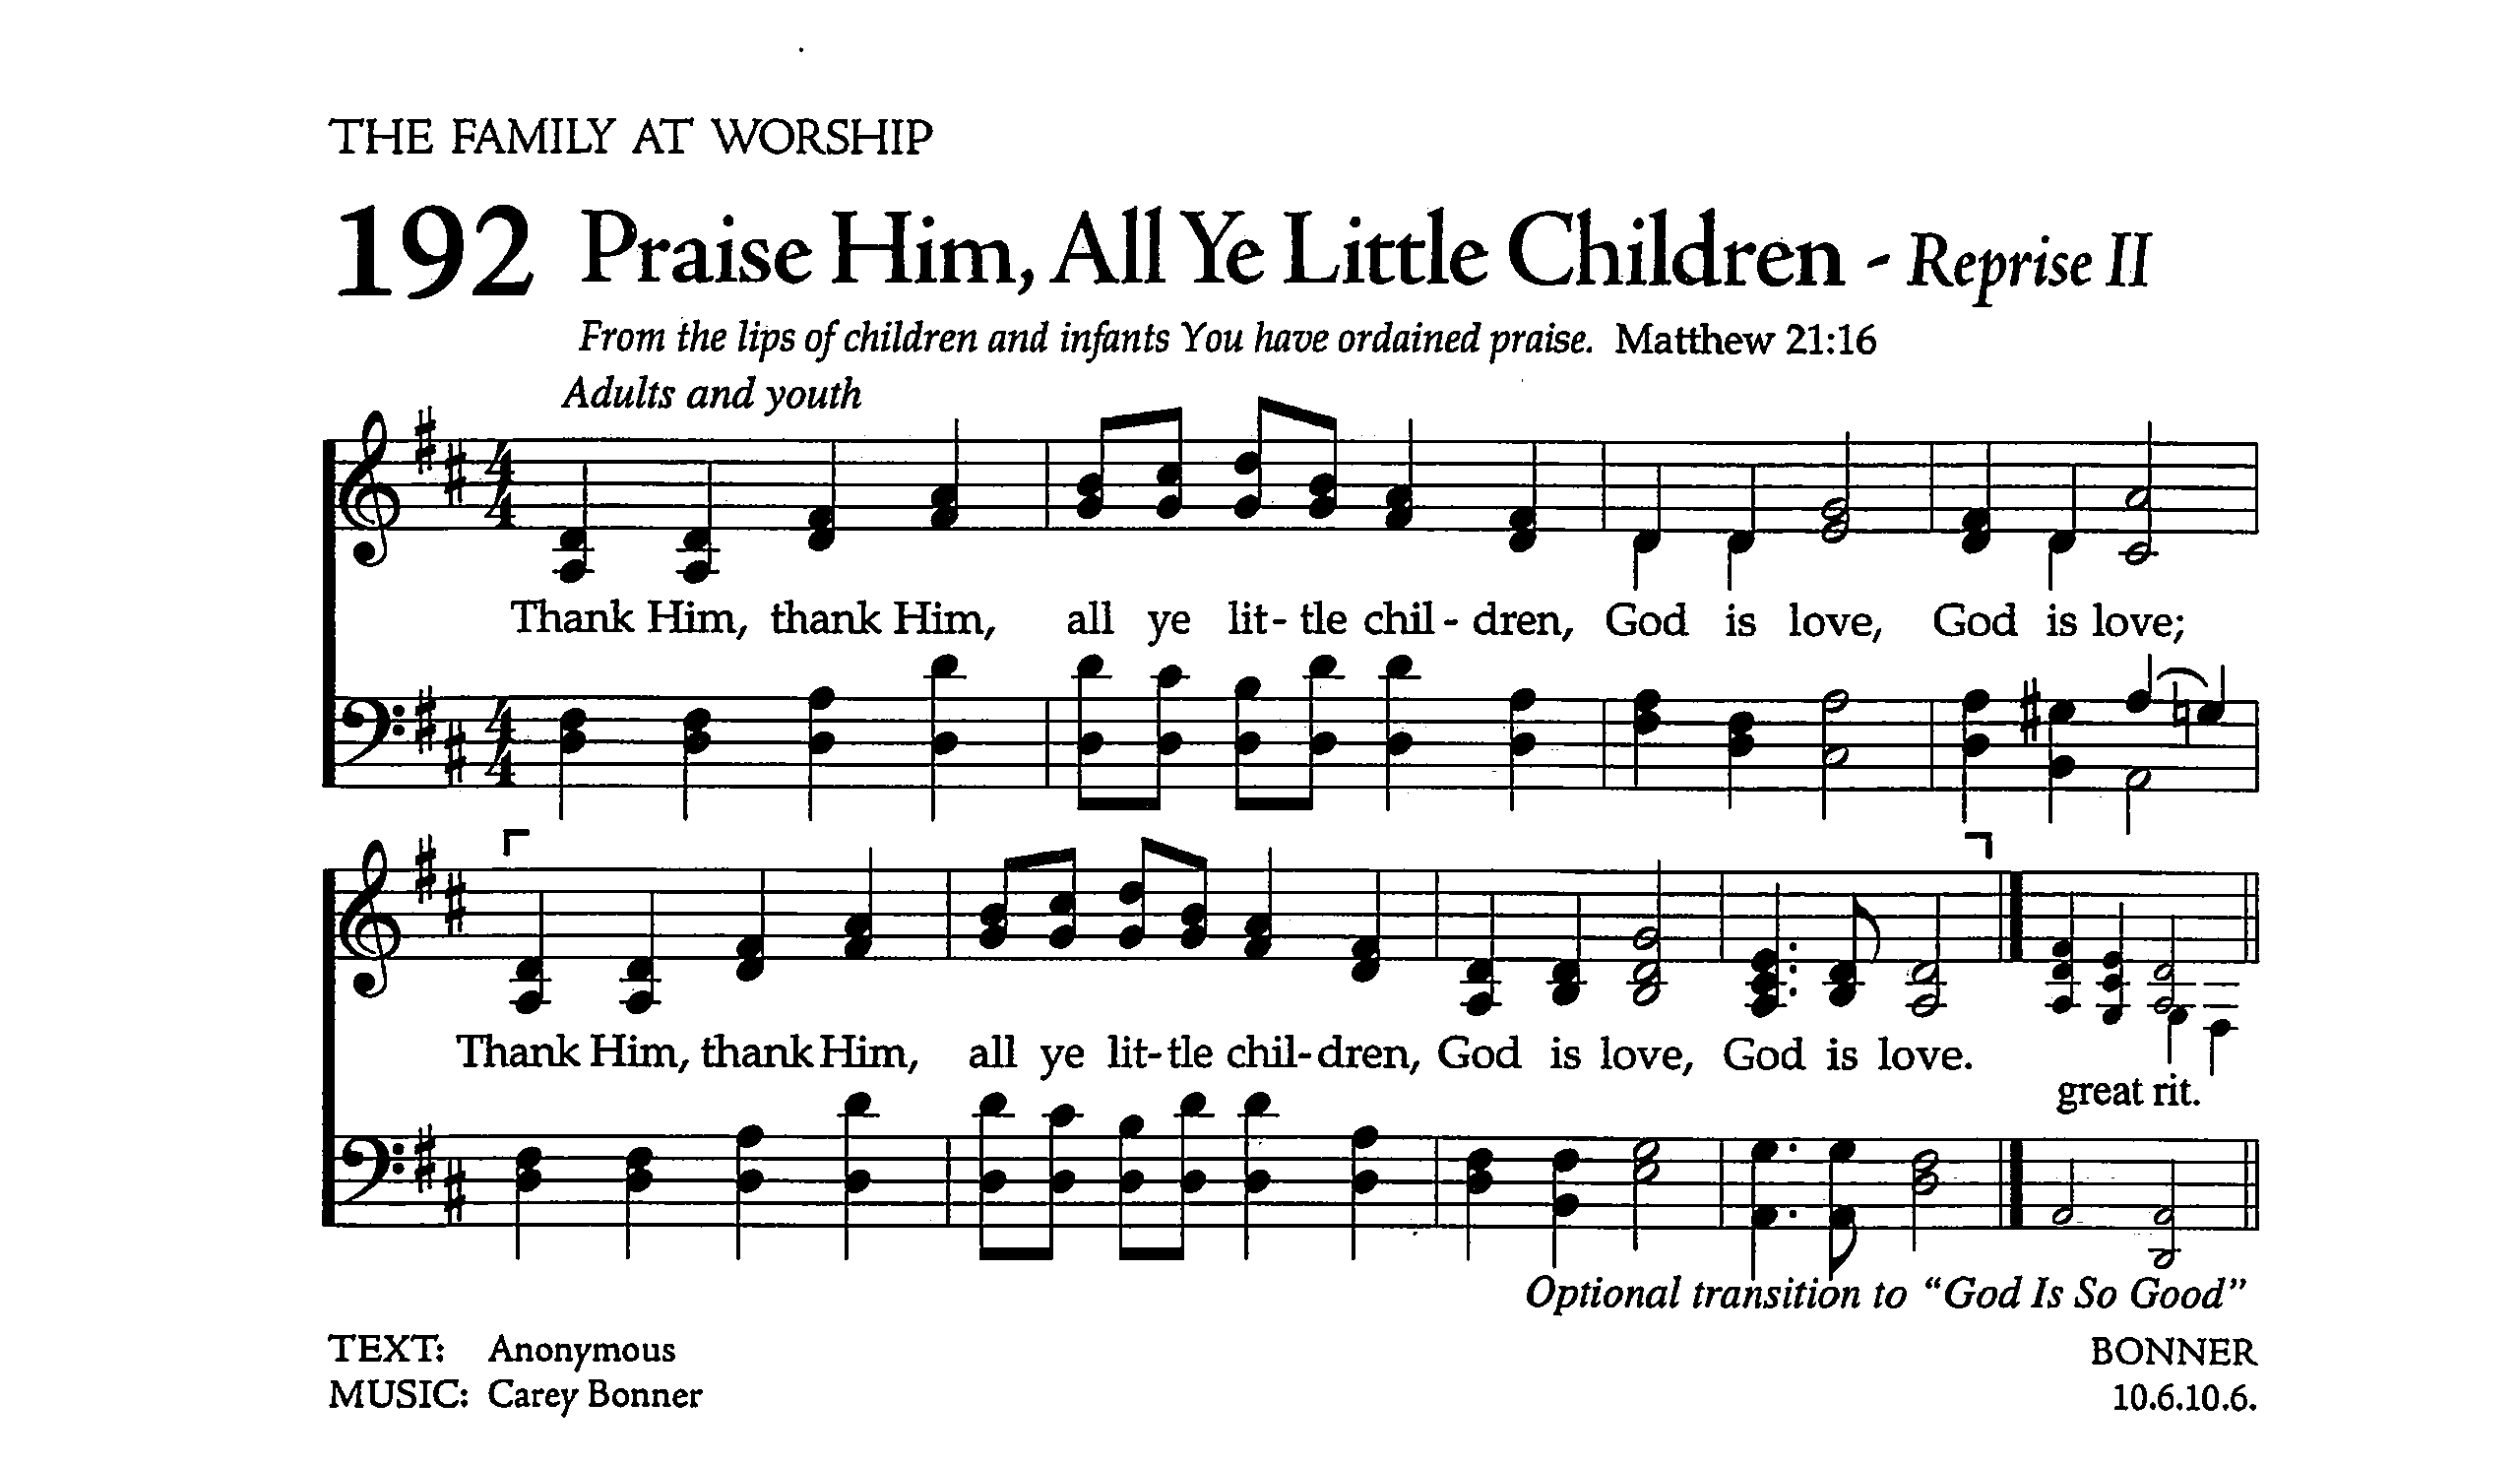 THE FAMILY AT WORSHIP
192 Praise Him, All Ye Little Children - Reprise II
From the lips of children and infants You have ordained praise. Matthew 21:16
Adults and youth
Thank Him, thank Him, all ye lit- tle chil - dren, God is love, God is love;
Thank Him, thank Him, all ye lit- tle chil- dren, God is love, God is love.
great rit.
Optional transition to "God Is So Good"
TEXT: Anonymous BONNER
MUSIC: Carey Bonner 10.6.10.6.